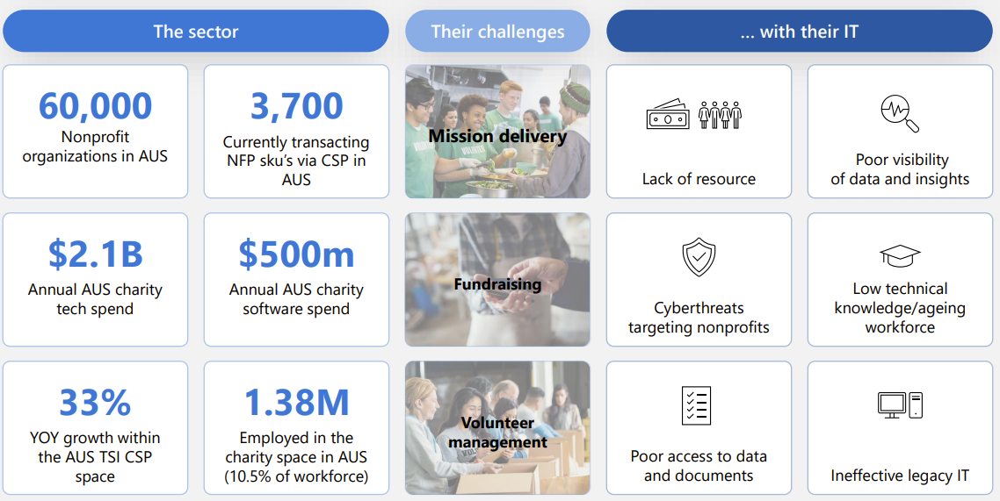 The sector
Their challenges
... with their IT
60,000
Nonprofit
organizations in AUS
3,700
Currently transacting
NFP sku's via CSP in
AUS
Mission delivery
Lack of resource
Poor visibility
of data and insights
$2.1B
Annual AUS charity
tech spend
$500m
Annual AUS charity
software spend
Fundraising
Cyberthreats
targeting nonprofits
Low technical
knowledge/ageing
workforce
33%
YOY growth within
the AUS TSI CSP
space
1.38M
Employed in the
charity space in AUS
(10.5% of workforce)
Volunteer
management
Poor access to data
and documents
Ineffective legacy IT